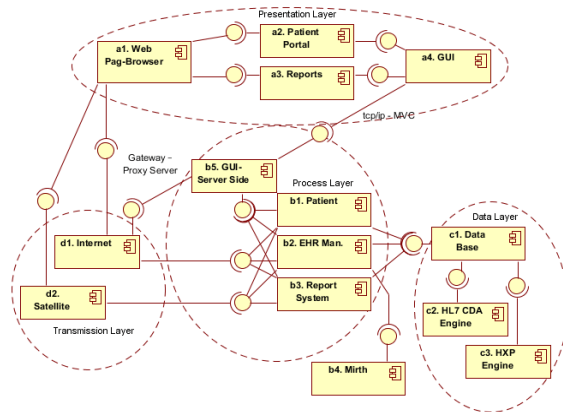 Presentation Layer
a1. Web
Pag-Browser
a2. Patient
Portal
a3. Reports
a4. GUI
tcp/ip - MVC
Gateway –
Proxy Server
b5. GUI-
Server Side
Process Layer
b1. Patient
b2. EHR Man.
b3. Report
System
b4. Mirth
Data Layer
c1. Data
Base
c2. HL7 CDA
Engine
c3. HXP
Engine
d1. Internet
d2.
Satellite
Transmission Layer